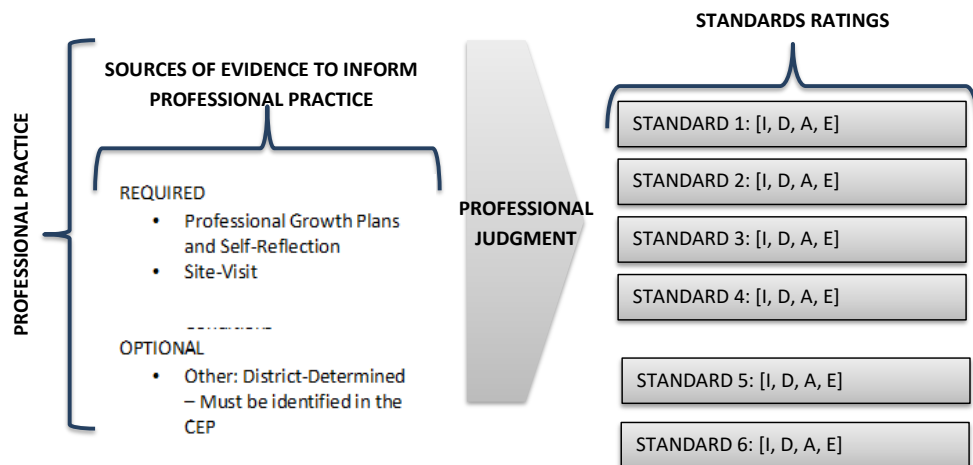 STANDARDS RATINGS
SOURCES OF EVIDENCE TO INFORM
PROFESSIONAL PRACTICE
PROFESSIONAL PRACTICE
REQUIRED
• Professional Growth Plans
and Self-Reflection
• Site-Visit
OPTIONAL
• Other: District-Determined
– Must be identified in the
CEP
PROFESSIONAL
JUDGMENT
STANDARD 1: [I, D, A, E]
STANDARD 2: [I, D, A, E]
STANDARD 3: [I, D, A, E]
STANDARD 4: [I, D, A, E]
STANDARD 5: [I, D, A, E]
STANDARD 6: [I, D, A, E]